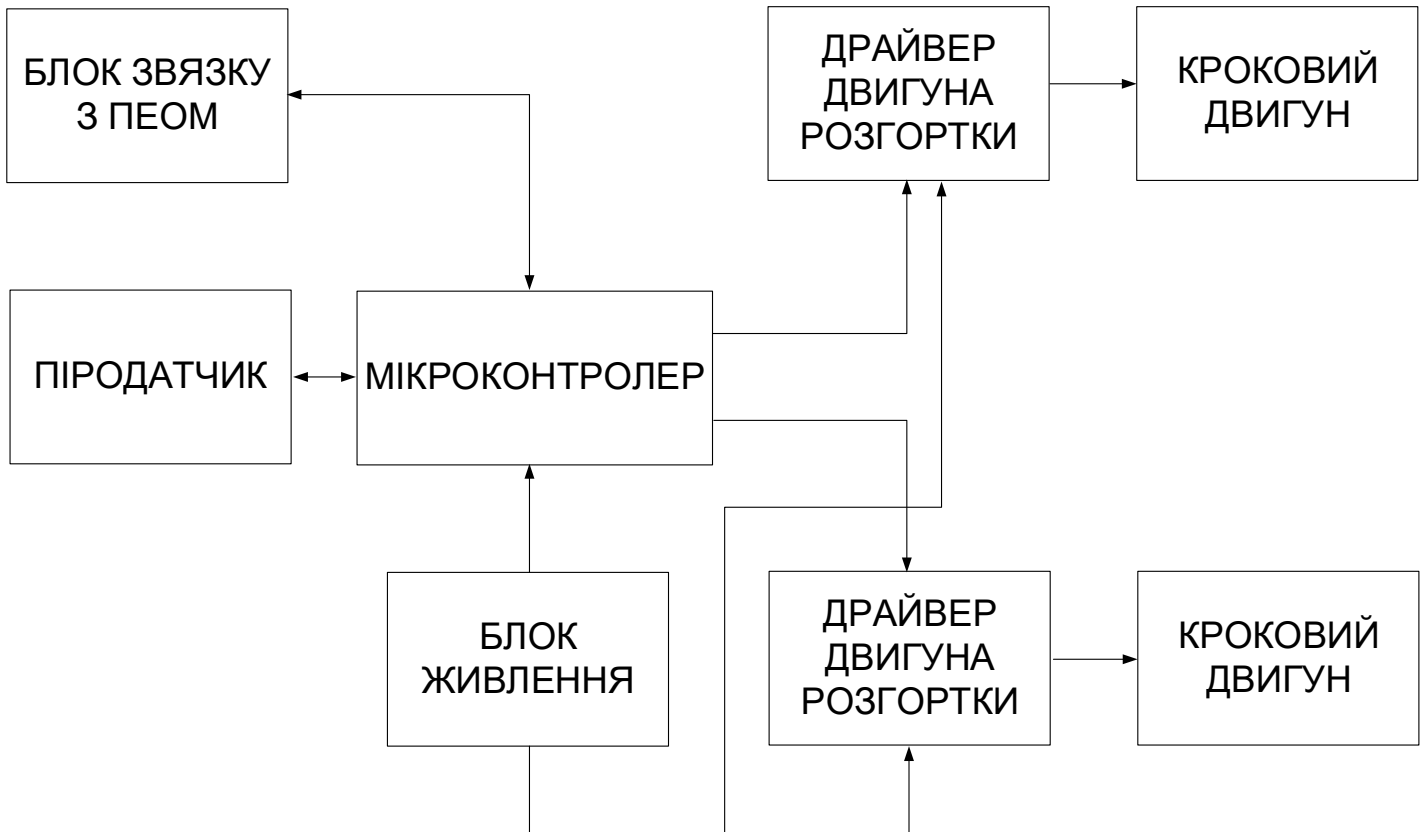 БЛОК ЗВЯЗКУ
З ПЕОМ
ДРАЙВЕР
ДВИГУНА
РОЗГОРТКИ
КРОКОВИЙ
ДВИГУН
ПІРОДАТЧИК
МІКРОКОНТРОЛЕР
БЛОК
ЖИВЛЕННЯ
ДРАЙВЕР
ДВИГУНА
РОЗГОРТКИ
КРОКОВИЙ
ДВИГУН